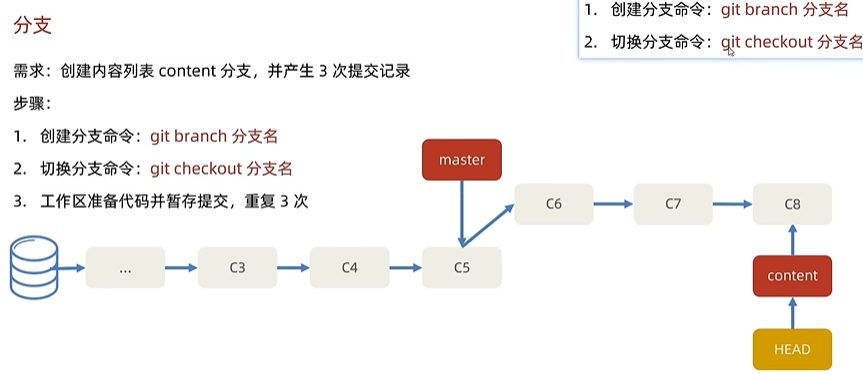 分支
1. 创建分支命令：git branch 分支名
2. 切换分支命令：git checkout 分支名
需求：创建内容列表 content 分支，并产生 3 次提交记录
步骤：
1. 创建分支命令：git branch 分支名
2. 切换分支命令：git checkout 分支名
3. 工作区准备代码并暂存提交，重复 3 次
master
C6
C7
C8
...
C3
C4
C5
content
HEAD